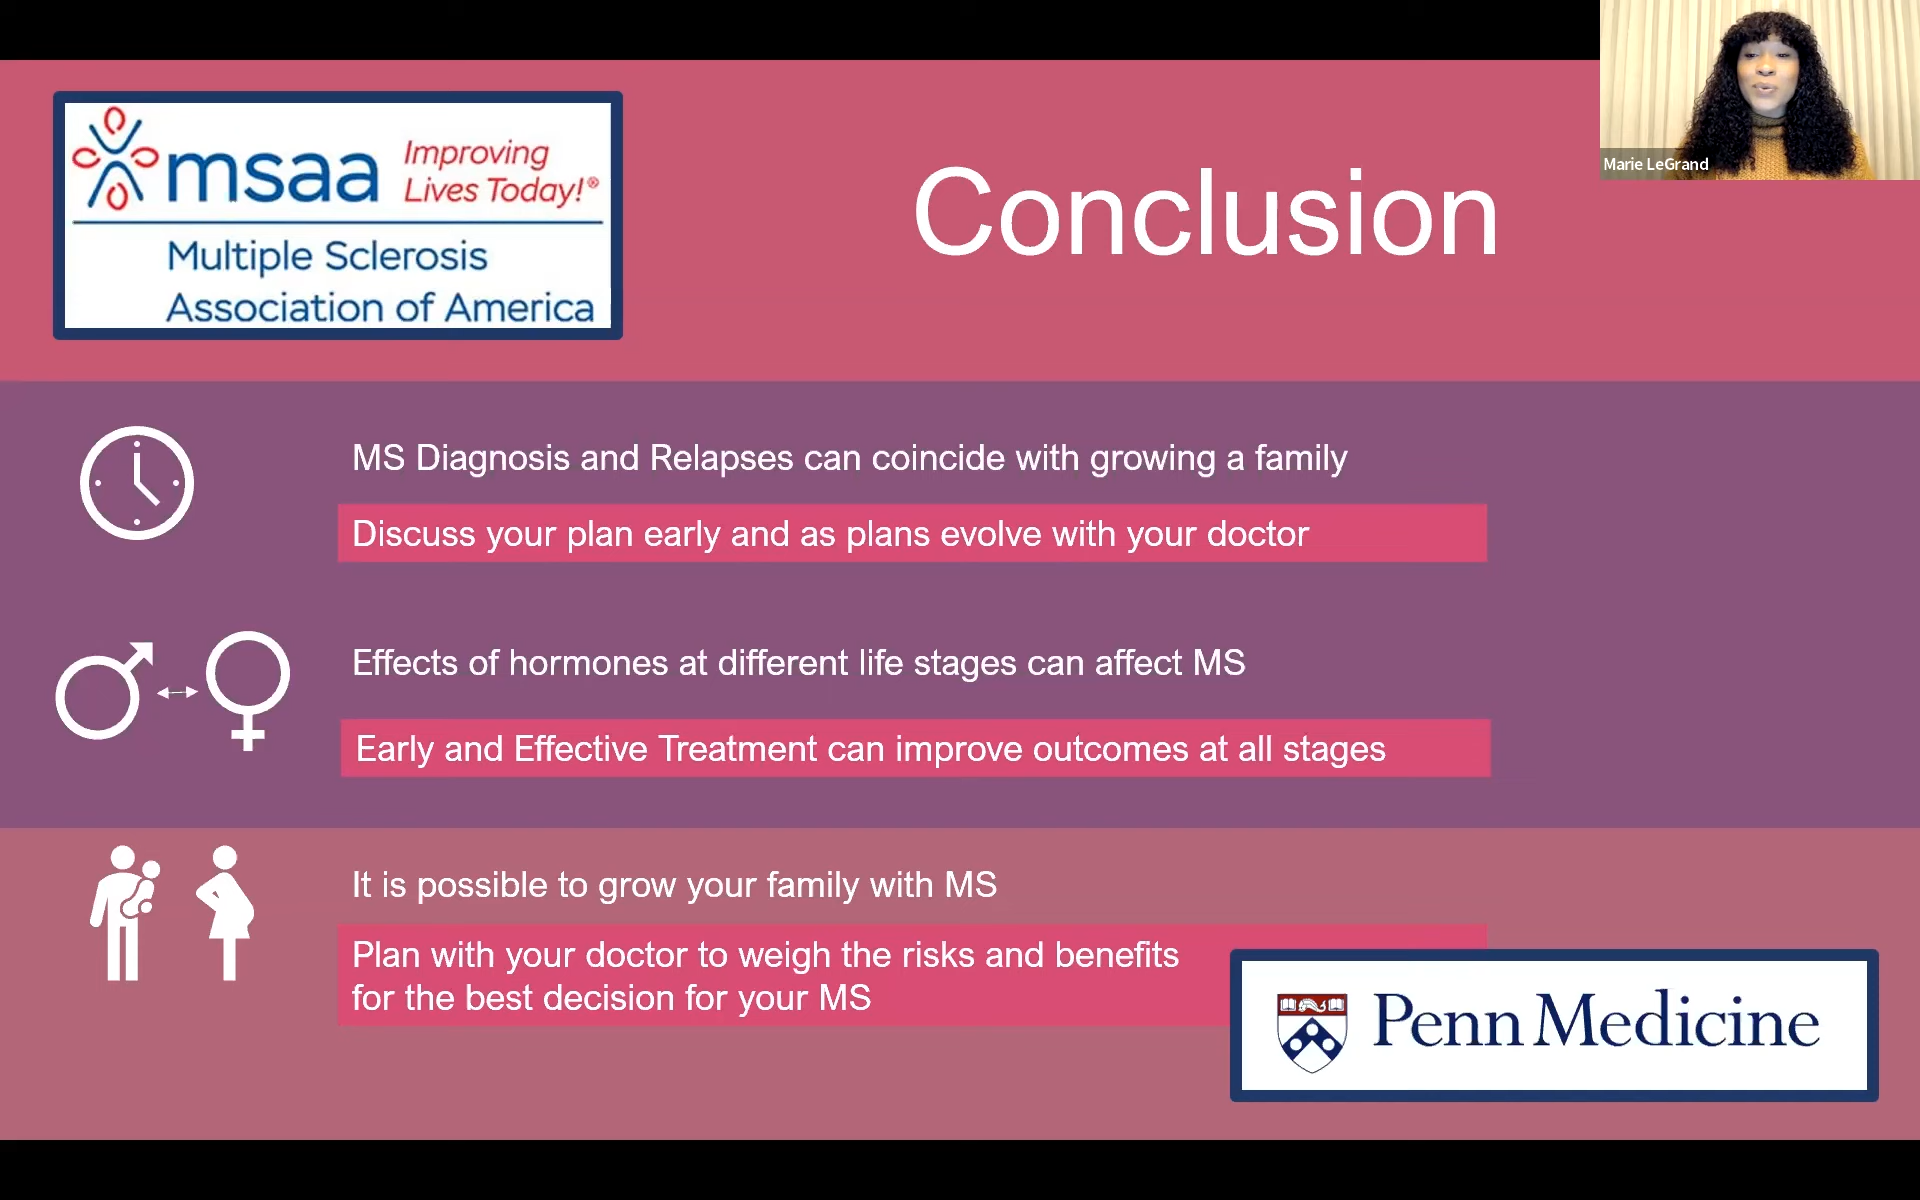 msaa Improving
Lives Today!®
Multiple Sclerosis
Association of America
Conclusion
Marie LeGrand
MS Diagnosis and Relapses can coincide with growing a family
Discuss your plan early and as plans evolve with your doctor
Effects of hormones at different life stages can affect MS
Early and Effective Treatment can improve outcomes at all stages
It is possible to grow your family with MS
Plan with your doctor to weigh the risks and benefits
for the best decision for your MS
Penn Medicine